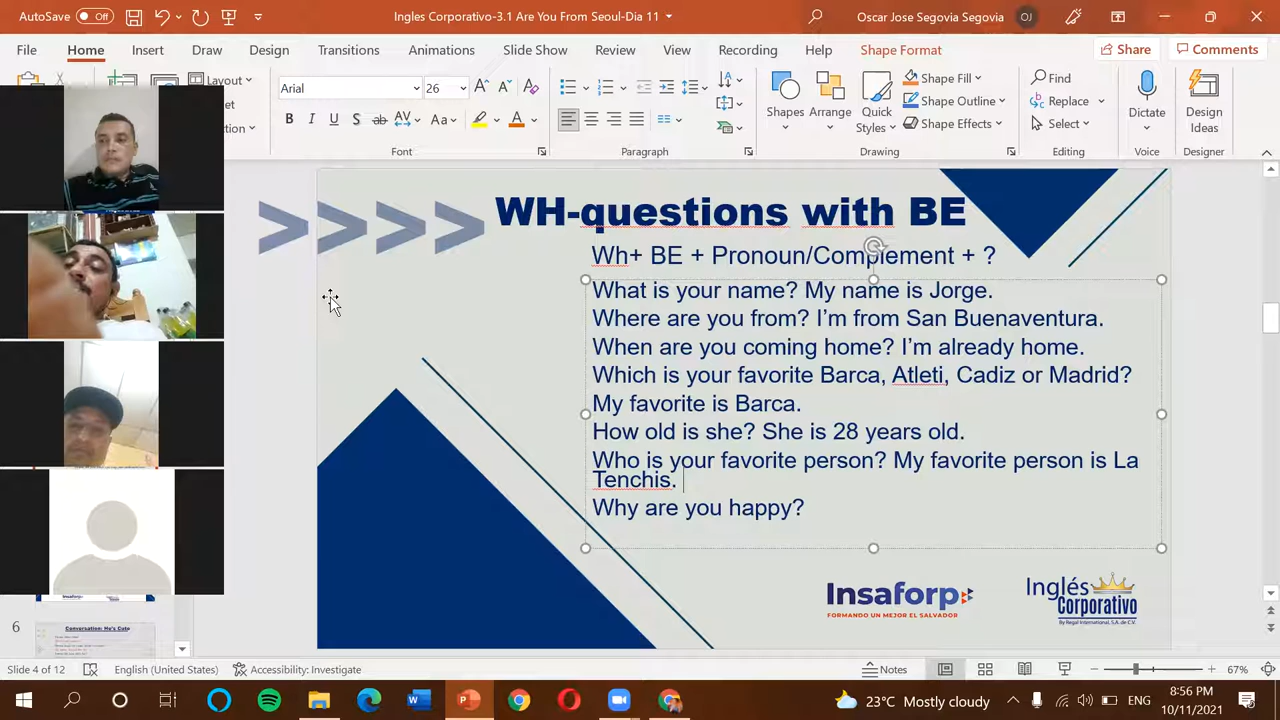 AutoSave Off Ingles Corporativo-3.1 Are You From Seoul-Dia 11 Oscar Jose Segovia Segovia OJ
File Home Insert Draw Design Transitions Animations Slide Show Review View Recording Help Shape Format Share Comments
Layout Arial 26 Shapes Arrange Quick Styles Shape Fill Find Dictate Design Ideas
Shape Outline Replace
Shape Effects Select
Font Paragraph Drawing Editing Voice Designer
WH-questions with BE
Wh+ BE + Pronoun/Complement + ?
What is your name? My name is Jorge.
Where are you from? I’m from San Buenaventura.
When are you coming home? I’m already home.
Which is your favorite Barca, Atleti, Cadiz or Madrid?
My favorite is Barca.
How old is she? She is 28 years old.
Who is your favorite person? My favorite person is La
Tenchis.
Why are you happy?
Insaforp
FORMANDO UN MEJOR EL SALVADOR
Inglés
Corporativo
By Regal International, S.A. de C.V.
6
Conversation: He's Cute
Slide 4 of 12 English (United States) Accessibility: Investigate Notes 67%
23°C Mostly cloudy ENG 8:56 PM
10/11/2021